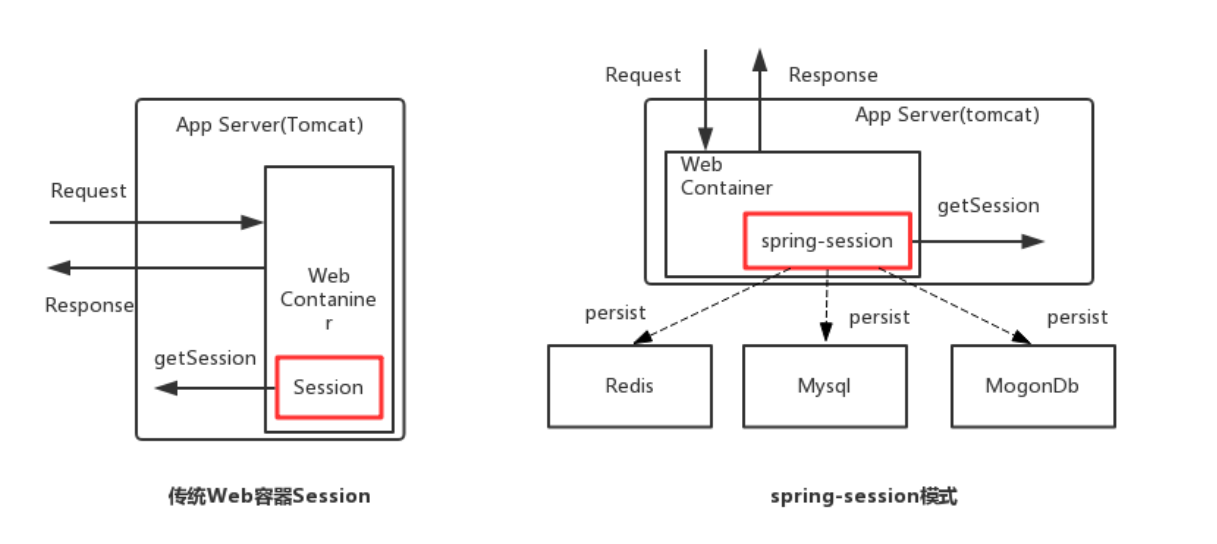 App Server(Tomcat)
Request
Response
Web
Contanine
r
getSession
Session
传统Web容器Session
Request
Response
App Server(tomcat)
Web
Container
getSession
spring-session
persist
persist
persist
Redis
Mysql
MogonDb
spring-session模式